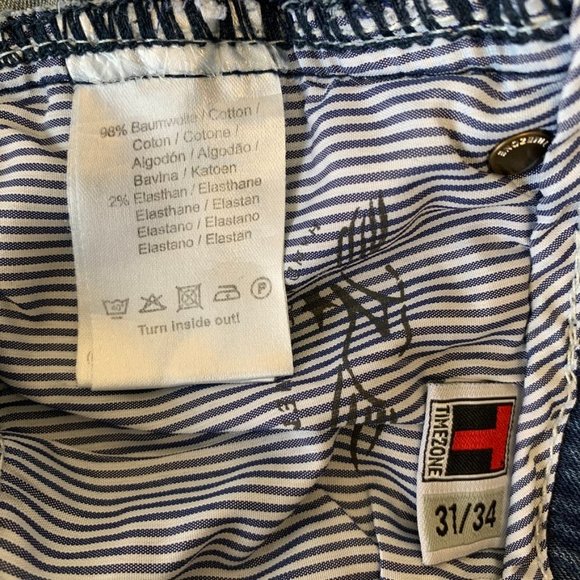 98% Baumwolle / Cotton /
Coton / Cotone /
Algodón / Algodão /
Bavlna / Katoen
2% Elasthan / Elasthane
Elasthane / Elastano /
Elastano / Elastano
Elastano / Elastan
P
Turn inside out!
TIMEZONE
31/34